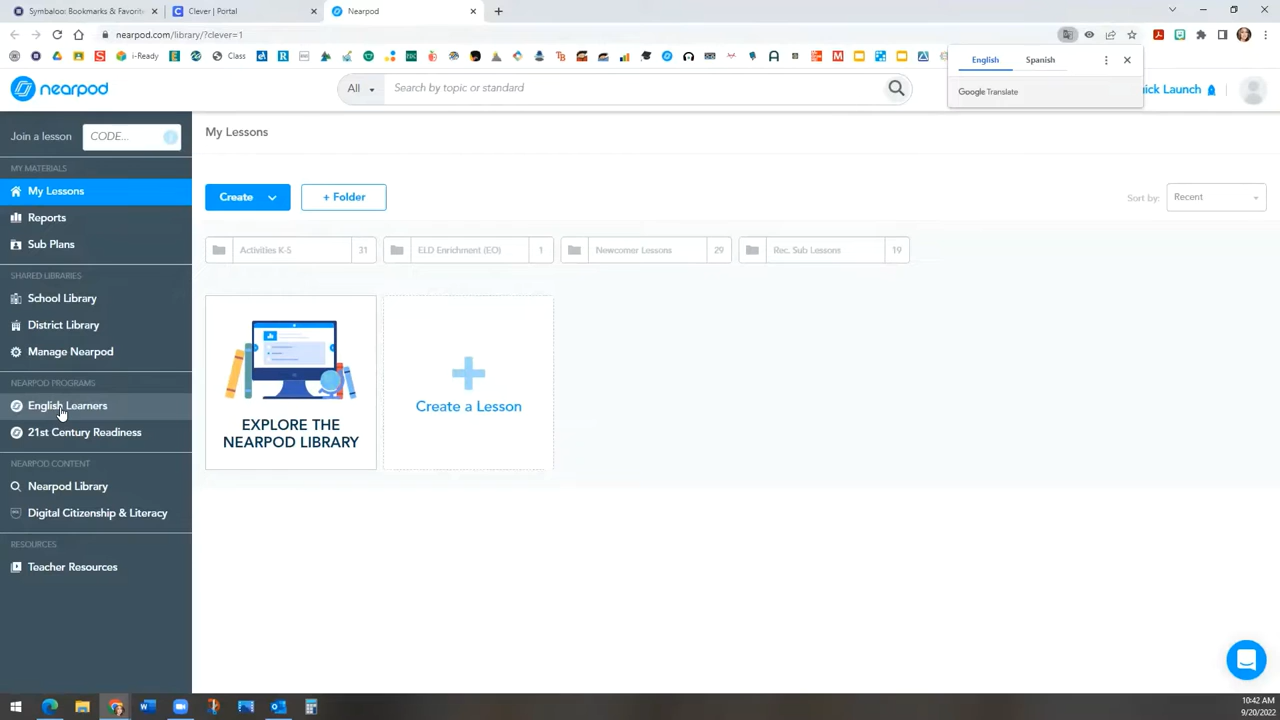 Symbaloo: Bookmarks & Favorit
Clever | Portal
Nearpod
nearpod.com/library/?clever=1
i-Ready
Class
English
Spanish
Google Translate
nearpod
All
Search by topic or standard
uick Launch
Join a lesson
CODE...
MY MATERIALS
My Lessons
Reports
Sub Plans
SHARED LIBRARIES
School Library
District Library
Manage Nearpod
NEARPOD PROGRAMS
English Learners
21st Century Readiness
NEARPOD CONTENT
Nearpod Library
Digital Citizenship & Literacy
RESOURCES
Teacher Resources
My Lessons
Create
+ Folder
Sort by:
Recent
Activities K-5
31
ELD Enrichment (EO)
1
Newcomer Lessons
29
Rec. Sub Lessons
19
EXPLORE THE
NEARPOD LIBRARY
Create a Lesson
10:42 AM
9/20/2022